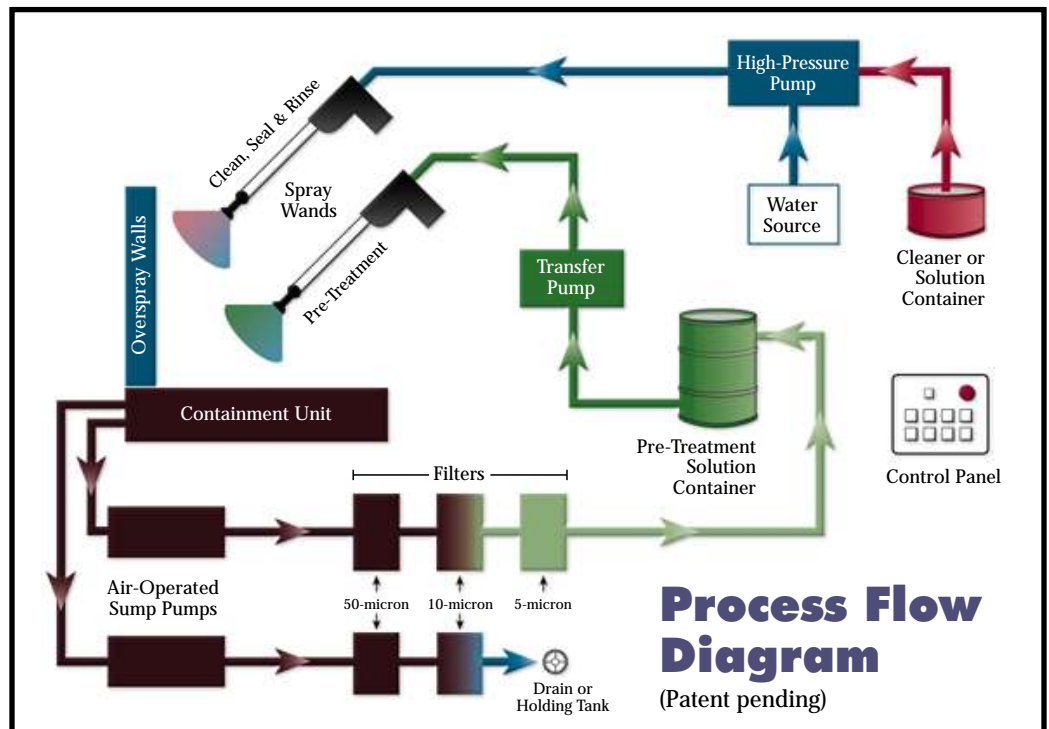 High-Pressure
Pump
Clean, Seal & Rinse
Spray
Wands
Pre-Treatment
Water
Source
Cleaner or
Solution
Container
Overspray Walls
Transfer
Pump
Containment Unit
Pre-Treatment
Solution
Container
Control Panel
Filters
Air-Operated
Sump Pumps
50-micron
10-micron
5-micron
Drain or
Holding Tank
Process Flow
Diagram
(Patent pending)